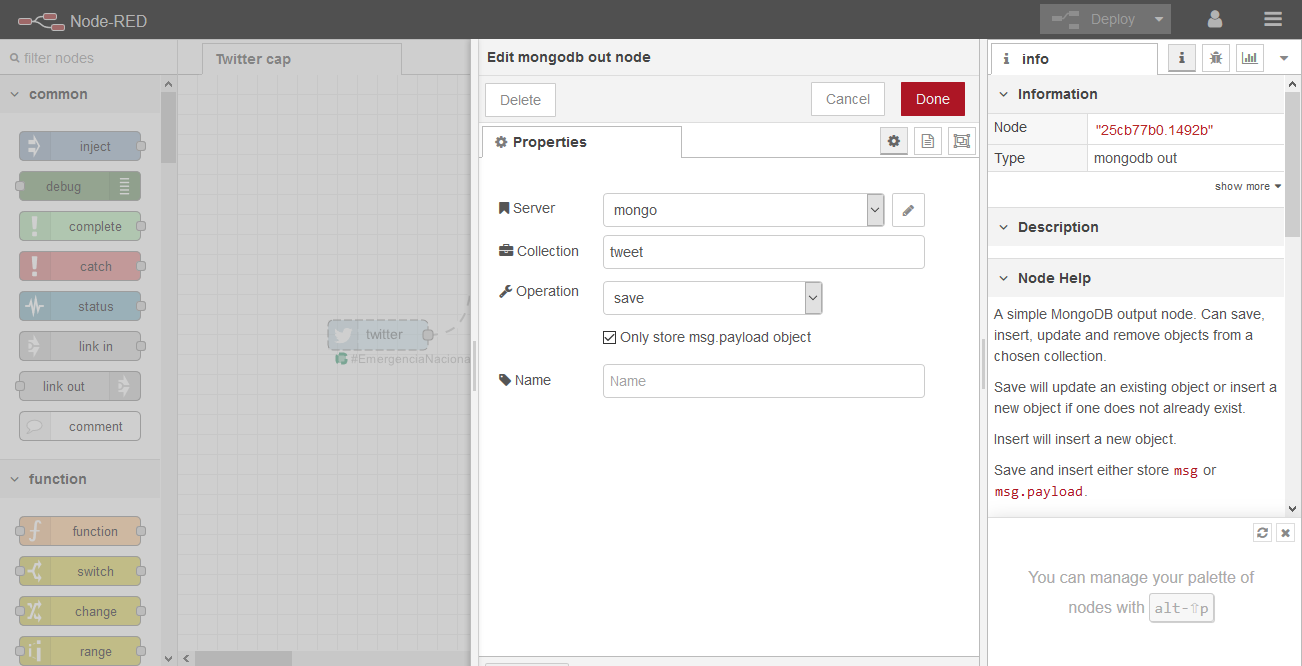 Node-RED
Deploy
filter nodes
common
inject
debug
complete
catch
status
link in
link out
comment
function
function
switch
change
range
Twitter cap
twitter
#EmergenciaNaciona
Edit mongodb out node
Delete
Cancel
Done
Properties
Server
mongo
Collection
tweet
Operation
save
Only store msg.payload object
Name
Name
info
Information
Node
"25cb77b0.1492b"
Type
mongodb out
show more
Description
Node Help
A simple MongoDB output node. Can save,
insert, update and remove objects from a
chosen collection.
Save will update an existing object or insert a
new object if one does not already exist.
Insert will insert a new object.
Save and insert either store msg or
msg.payload.
You can manage your palette of
nodes with alt-⇧p